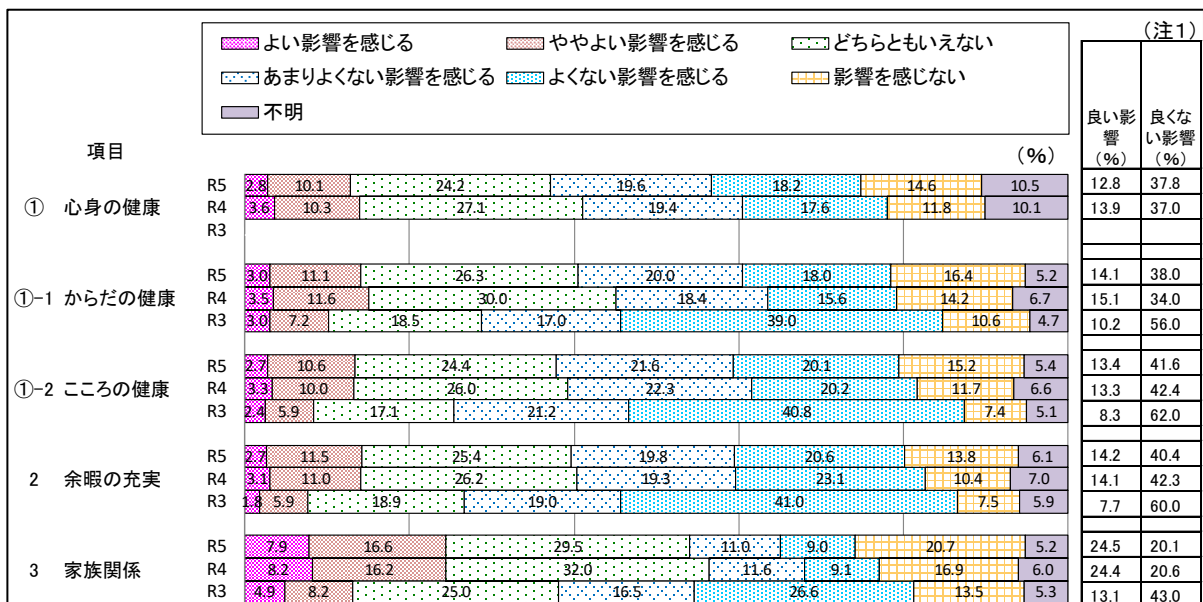 (注1)
よい影響を感じる ややよい影響を感じる どちらともいえない
あまりよくない影響を感じる よくない影響を感じる 影響を感じない
不明
良い影響(%) 良くない影響(%)
項目
(%)
R5 2.8 10.1 24.2 19.6 18.2 14.6 10.5 12.8 37.8
① 心身の健康 R4 3.6 10.3 27.1 19.4 17.6 11.8 10.1 13.9 37.0
R3
R5 3.0 11.1 26.3 20.0 18.0 16.4 5.2 14.1 38.0
①-1 からだの健康 R4 3.5 11.6 30.0 18.4 15.6 14.2 6.7 15.1 34.0
R3 3.0 7.2 18.5 17.0 39.0 10.6 4.7 10.2 56.0
R5 2.7 10.6 24.4 21.6 20.1 15.2 5.4 13.4 41.6
①-2 こころの健康 R4 3.3 10.0 26.0 22.3 20.2 11.7 6.6 13.3 42.4
R3 2.4 5.9 17.1 21.2 40.8 7.4 5.1 8.3 62.0
R5 2.7 11.5 25.4 19.8 20.6 13.8 6.1 14.2 40.4
2 余暇の充実 R4 3.1 11.0 26.2 19.3 23.1 10.4 7.0 14.1 42.3
R3 1.8 5.9 18.9 19.0 41.0 7.5 5.9 7.7 60.0
R5 7.9 16.6 29.5 11.0 9.0 20.7 5.2 24.5 20.1
3 家族関係 R4 8.2 16.2 32.0 11.6 9.1 16.9 6.0 24.4 20.6
R3 4.9 8.2 25.0 16.5 26.6 13.5 5.3 13.1 43.0